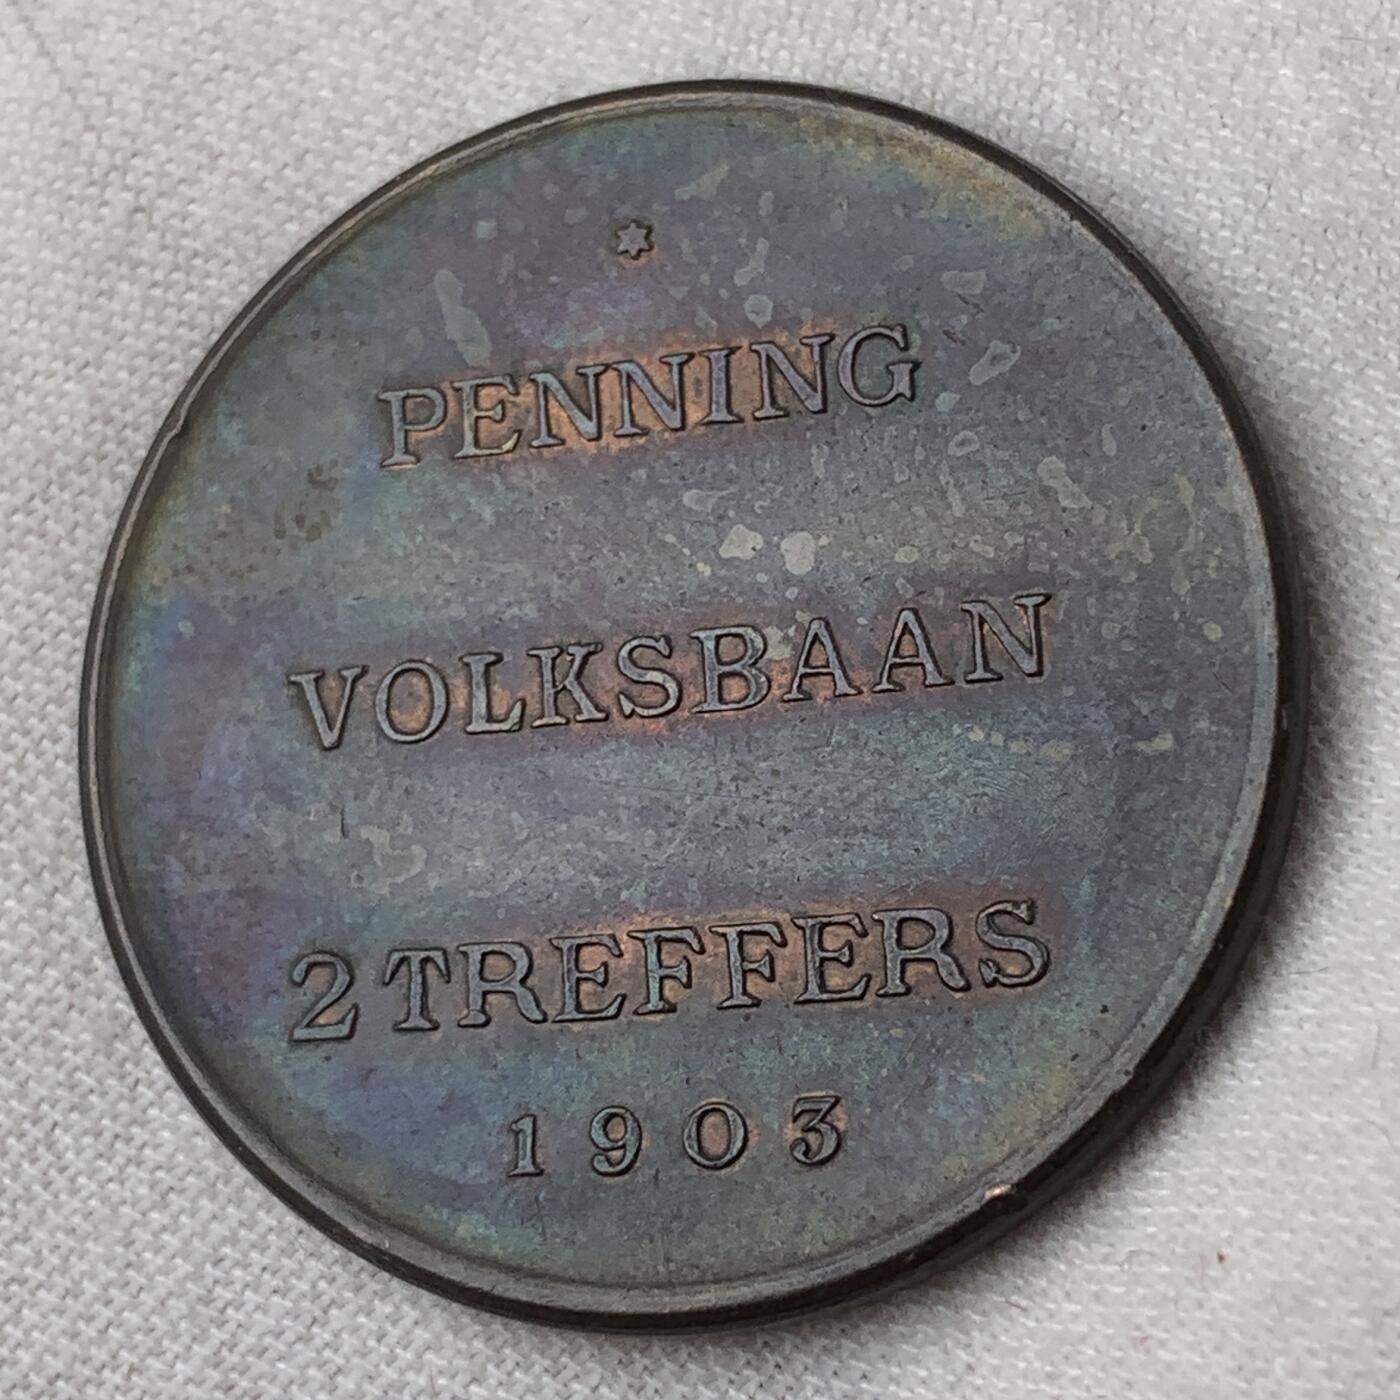 PENNING
VOLKSBAAN
2 TREFFERS
1903